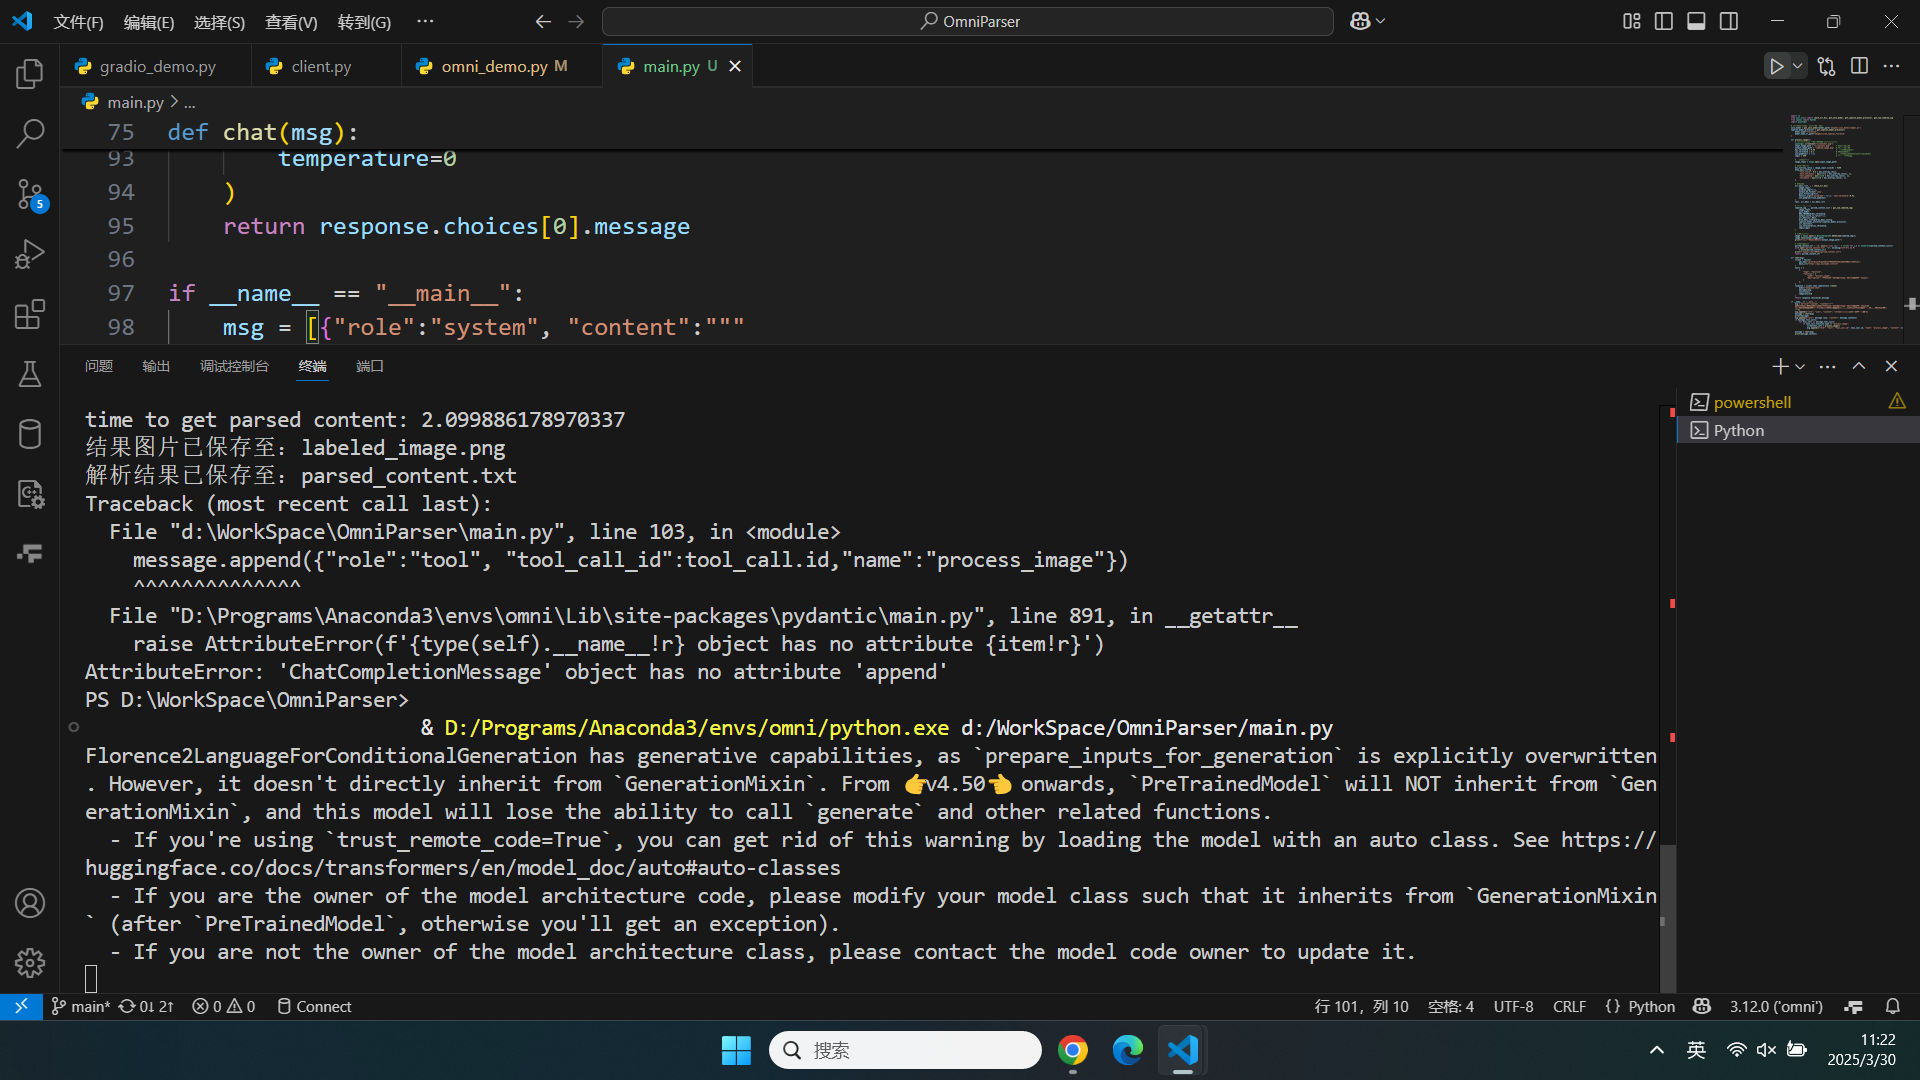 文件(F) 编辑(E) 选择(S) 查看(V) 转到(G) ··· OmniParser
gradio_demo.py client.py omni_demo.py M main.py U
main.py > ...
75 def chat(msg):
93 temperature=0
94 )
95 return response.choices[0].message
96
97 if __name__ == "__main__":
98 msg = [{"role":"system", "content":"""
问题 输出 调试控制台 终端 端口
powershell
Python
time to get parsed content: 2.099886178970337
结果图片已保存至: labeled_image.png
解析结果已保存至: parsed_content.txt
Traceback (most recent call last):
File "d:\WorkSpace\OmniParser\main.py", line 103, in <module>
message.append({"role":"tool", "tool_call_id":tool_call.id,"name":"process_image"})
^^^^^^^^^^^^^^
File "D:\Programs\Anaconda3\envs\omni\Lib\site-packages\pydantic\main.py", line 891, in __getattr__
raise AttributeError(f'{type(self).__name__!r} object has no attribute {item!r}')
AttributeError: 'ChatCompletionMessage' object has no attribute 'append'
PS D:\WorkSpace\OmniParser>
& D:/Programs/Anaconda3/envs/omni/python.exe d:/WorkSpace/OmniParser/main.py
Florence2LanguageForConditionalGeneration has generative capabilities, as `prepare_inputs_for_generation` is explicitly overwritten
. However, it doesn't directly inherit from `GenerationMixin`. From 👉v4.50👈 onwards, `PreTrainedModel` will NOT inherit from `Gen
erationMixin`, and this model will lose the ability to call `generate` and other related functions.
- If you're using `trust_remote_code=True`, you can get rid of this warning by loading the model with an auto class. See https://
huggingface.co/docs/transformers/en/model_doc/auto#auto-classes
- If you are the owner of the model architecture code, please modify your model class such that it inherits from `GenerationMixin
` (after `PreTrainedModel`, otherwise you'll get an exception).
- If you are not the owner of the model architecture class, please contact the model code owner to update it.
5
main* 0↓ 2↑ 0 0 Connect 行 101，列 10 空格: 4 UTF-8 CRLF {} Python 3.12.0 ('omni')
搜索 英 11:22
2025/3/30